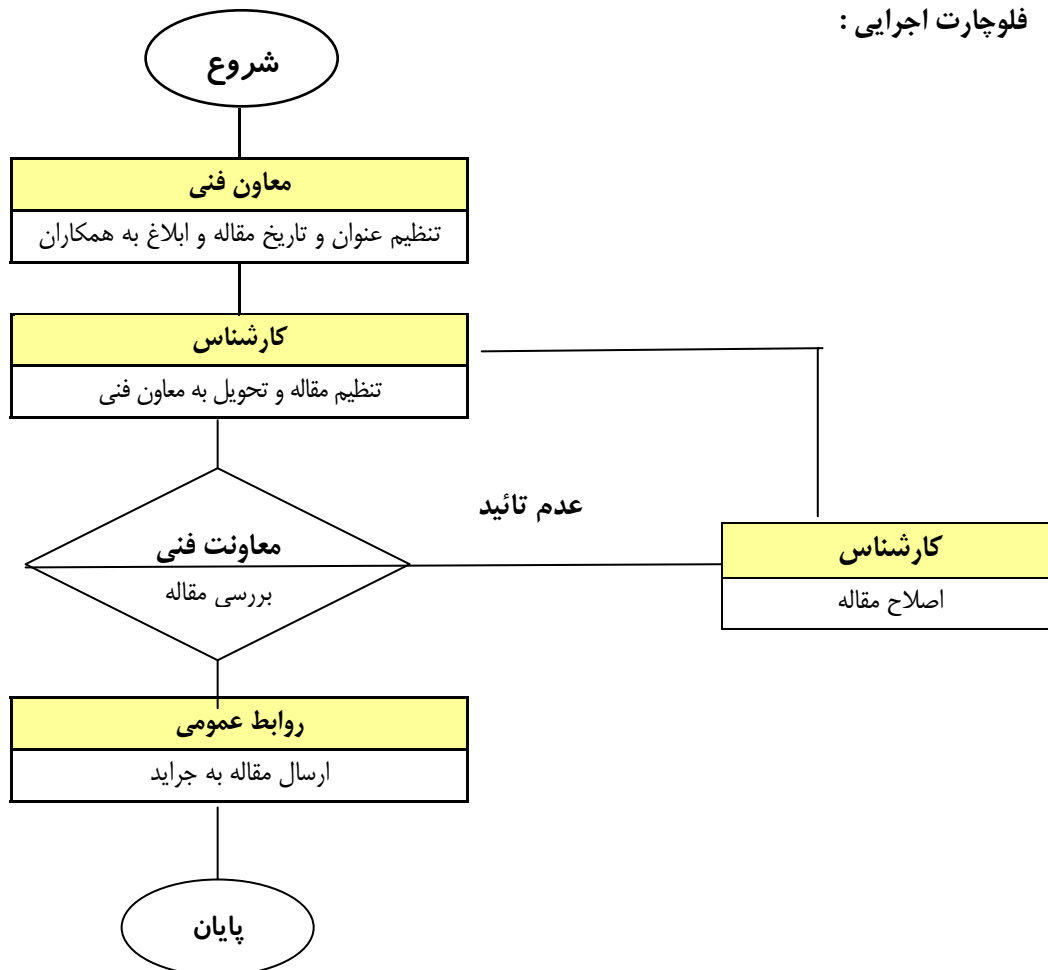 فلوچارت اجرایی :
شروع
معاون فنی
تنظیم عنوان و تاریخ مقاله و ابلاغ به همکاران
کارشناس
تنظیم مقاله و تحویل به معاون فنی
عدم تائید
معاونت فنی
بررسی مقاله
کارشناس
اصلاح مقاله
روابط عمومی
ارسال مقاله به جراید
پایان